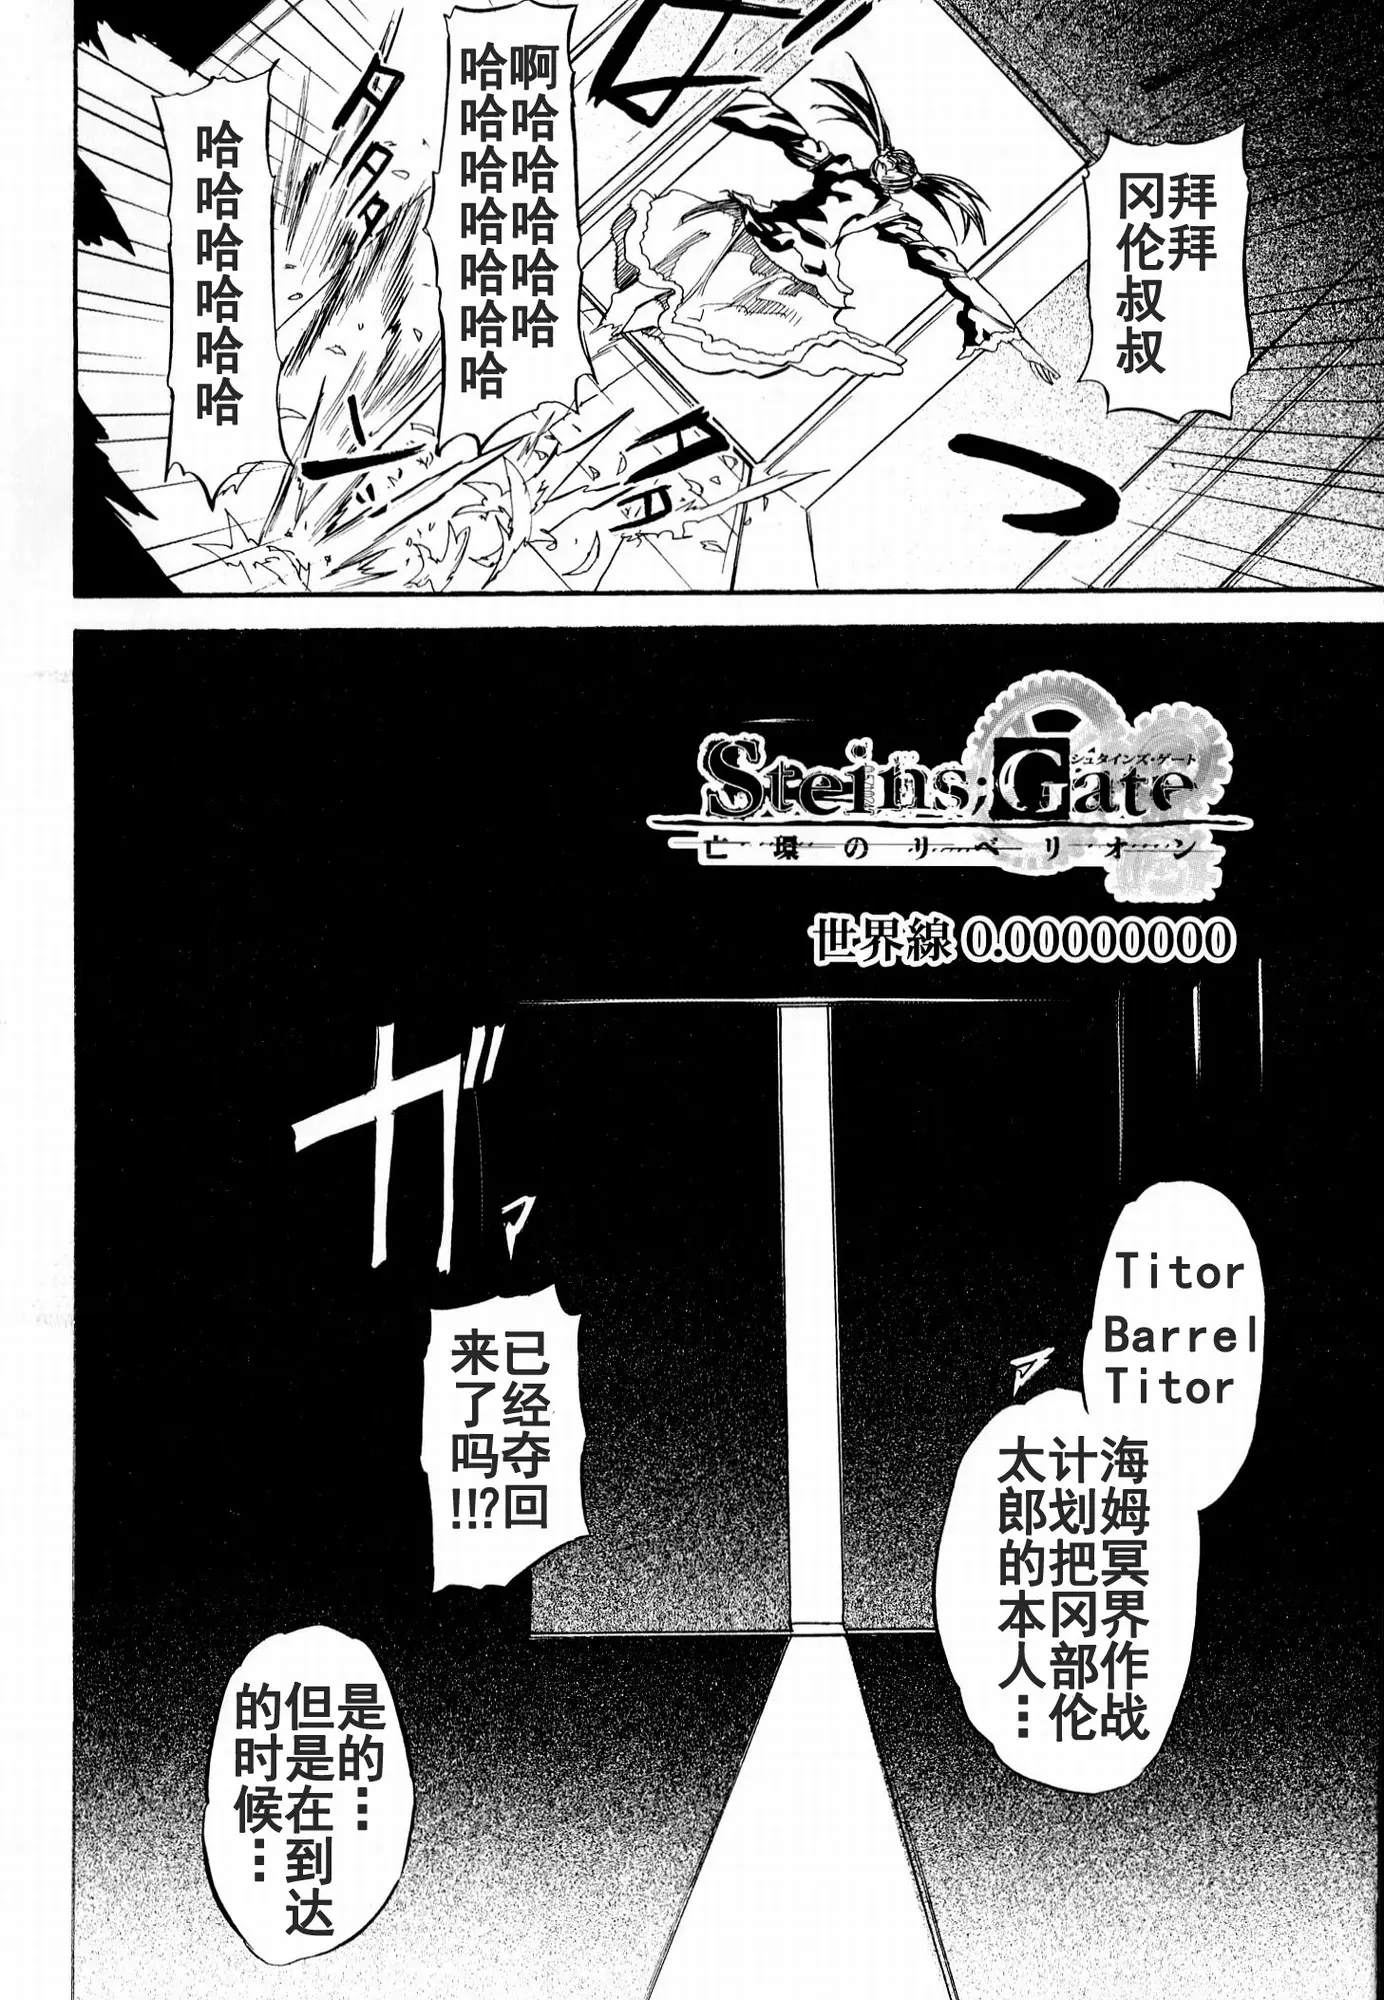 拜拜
冈伦叔叔
啊哈哈哈哈哈
哈哈哈哈哈哈哈
哈哈哈哈哈哈
Steins;Gate
シュタインズ・ゲート
亡環のリベリオン
世界線 0.00000000
ガ
Titor
Barrel
Titor
海姆冥界作战
计划把冈部伦
太郎的本人…
已经夺回
来了吗!!?
是的…
但是在到达
的时候…